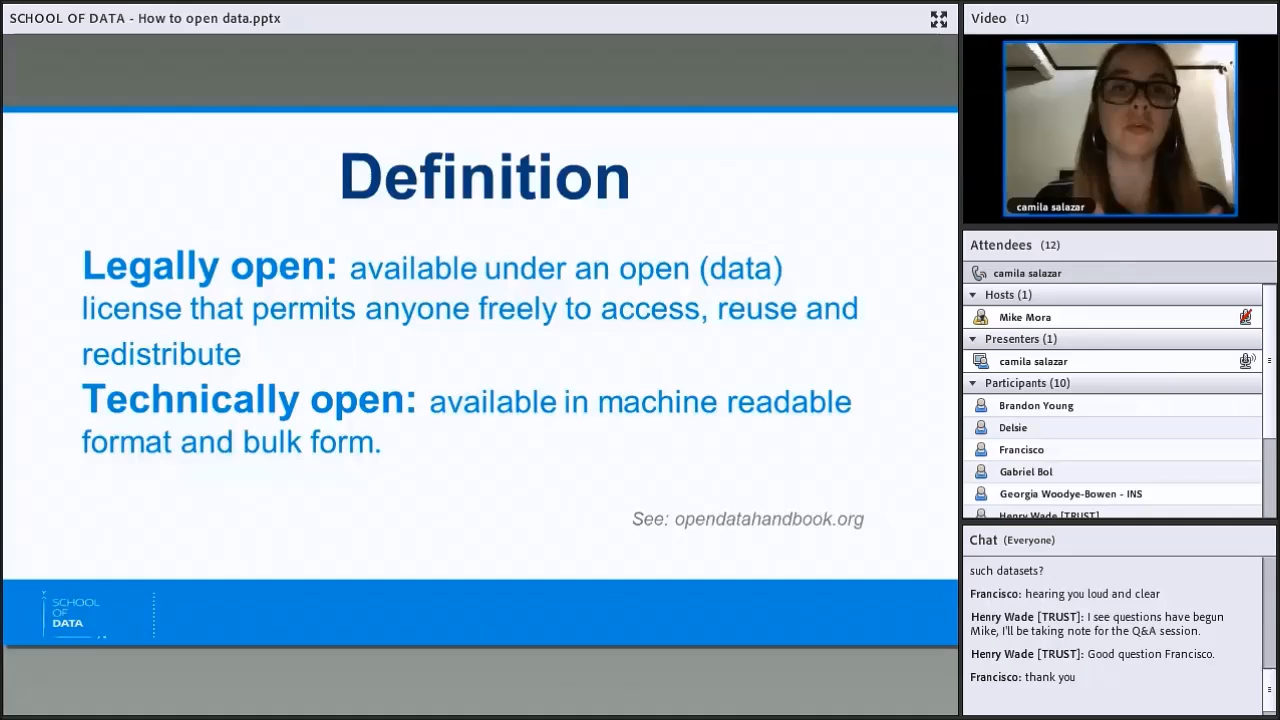 SCHOOL OF DATA - How to open data.pptx
Definition
Legally open: available under an open (data)
license that permits anyone freely to access, reuse and
redistribute
Technically open: available in machine readable
format and bulk form.
See: opendatahandbook.org
SCHOOL
OF
DATA
Video (1)
camila salazar
Attendees (12)
camila salazar
Hosts (1)
Mike Mora
Presenters (1)
camila salazar
Participants (10)
Brandon Young
Delsie
Francisco
Gabriel Bol
Georgia Woodye-Bowen - INS
Henry Wade [TRUST]
Chat (Everyone)
such datasets?
Francisco: hearing you loud and clear
Henry Wade [TRUST]: I see questions have begun
Mike, I'll be taking note for the Q&A session.
Henry Wade [TRUST]: Good question Francisco.
Francisco: thank you